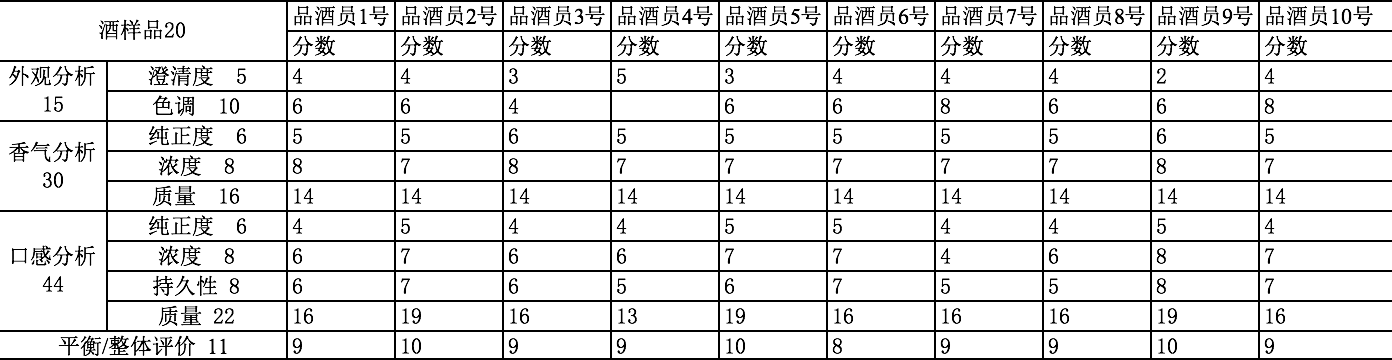 酒样品20 品酒员1号 品酒员2号 品酒员3号 品酒员4号 品酒员5号 品酒员6号 品酒员7号 品酒员8号 品酒员9号 品酒员10号
分数 分数 分数 分数 分数 分数 分数 分数 分数 分数
外观分析 15 澄清度 5 4 4 3 5 3 4 4 4 2 4
色调 10 6 6 4 6 6 8 6 6 8
香气分析 30 纯正度 6 5 5 6 5 5 5 5 5 6 5
浓度 8 8 7 8 7 7 7 7 7 8 7
质量 16 14 14 14 14 14 14 14 14 14 14
口感分析 44 纯正度 6 4 5 4 4 5 5 4 4 5 4
浓度 8 6 7 6 6 7 7 4 6 8 7
持久性 8 6 7 6 5 6 7 5 5 8 7
质量 22 16 19 16 13 19 16 16 16 19 16
平衡/整体评价 11 9 10 9 9 10 8 9 9 10 9